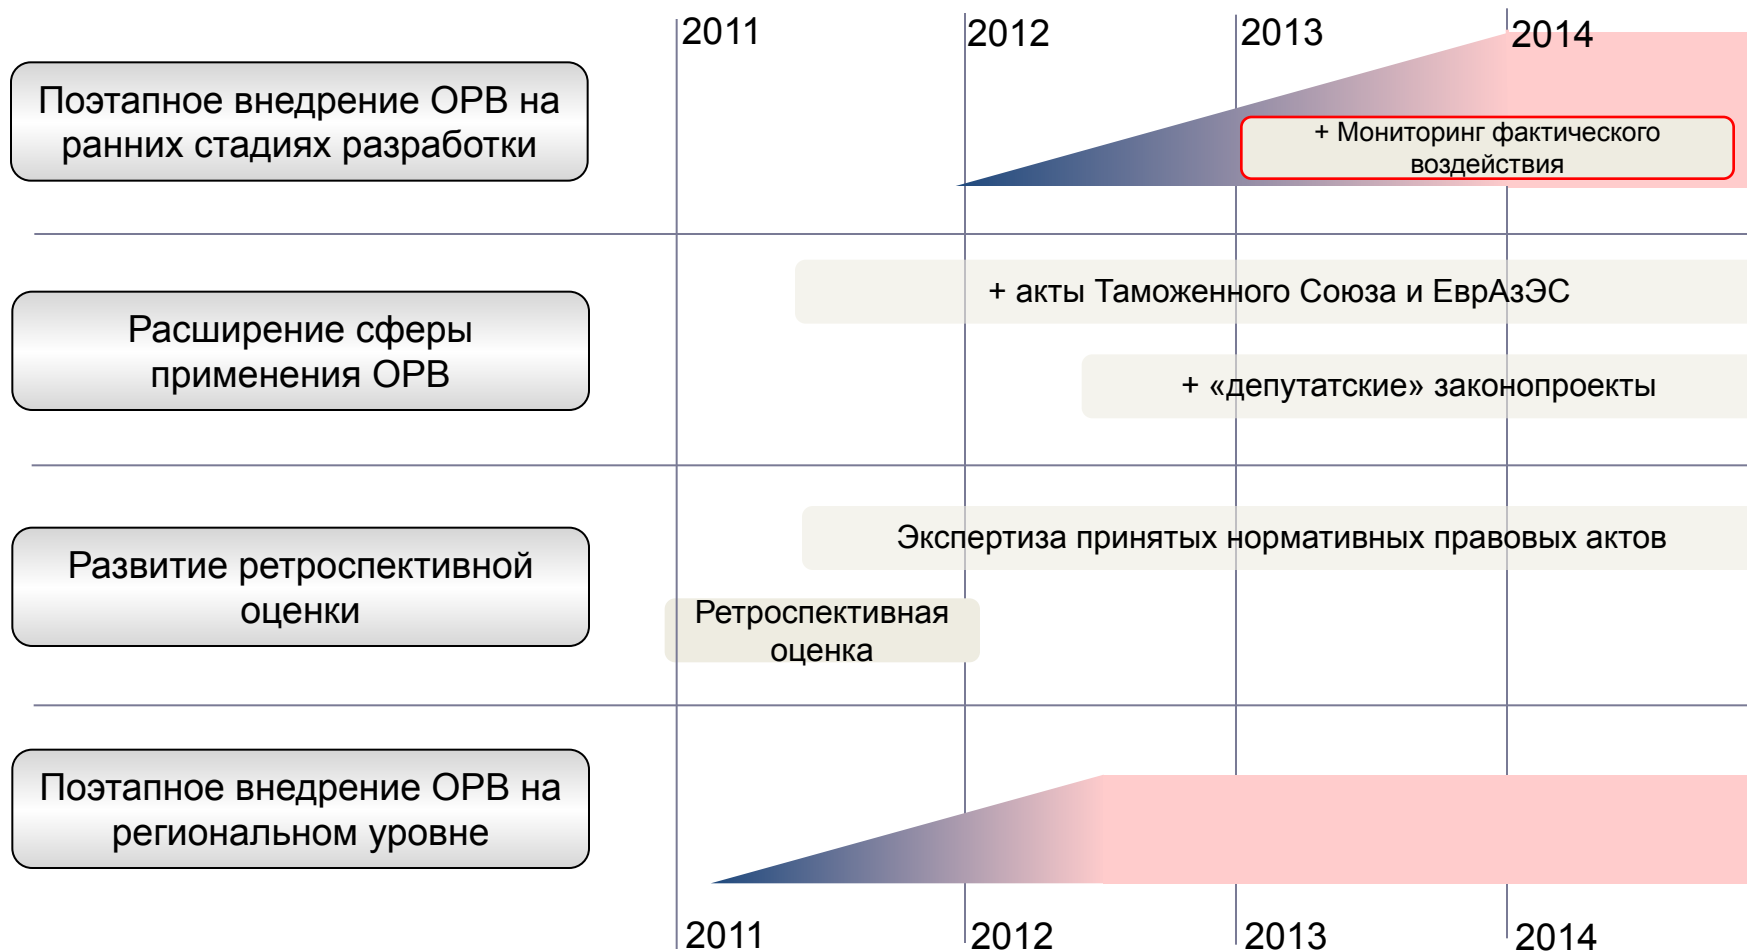 2011
2012
2013
2014
Поэтапное внедрение ОРВ на
ранних стадиях разработки
+ Мониторинг фактического
воздействия
Расширение сферы
применения ОРВ
+ акты Таможенного Союза и ЕврАзЭС
+ «депутатские» законопроекты
Развитие ретроспективной
оценки
Экспертиза принятых нормативных правовых актов
Ретроспективная
оценка
Поэтапное внедрение ОРВ на
региональном уровне
2011
2012
2013
2014